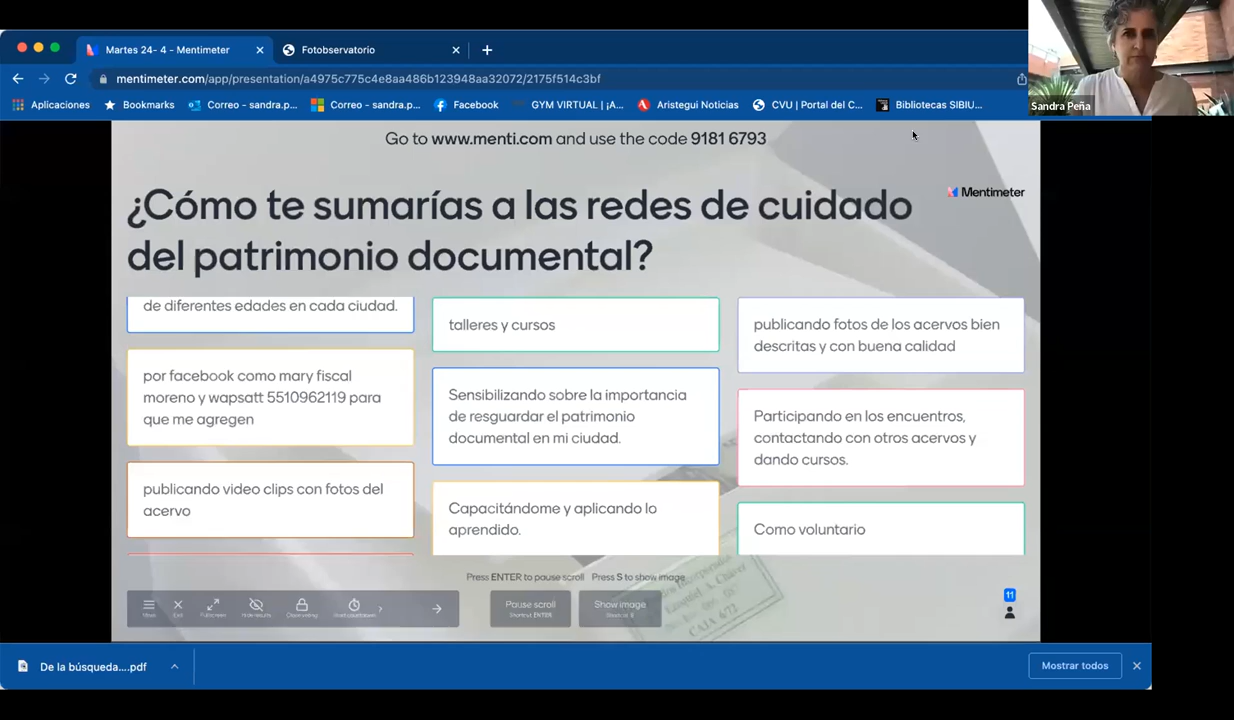 Martes 24- 4 - Mentimeter
Fotobservatorio
mentimeter.com/app/presentation/a4975c775c4e8aa486b123948aa32072/2175f514c3bf
Aplicaciones
Bookmarks
Correo - sandra.p...
Correo - sandra.p...
Facebook
GYM VIRTUAL | ¡A...
Aristegui Noticias
CVU | Portal del C...
Bibliotecas SIBIU...
Sandra Peña
Go to www.menti.com and use the code 9181 6793
Mentimeter
¿Cómo te sumarías a las redes de cuidado
del patrimonio documental?
de diferentes edades en cada ciudad.
por facebook como mary fiscal
moreno y wapsatt 5510962119 para
que me agregen
publicando video clips con fotos del
acervo
talleres y cursos
Sensibilizando sobre la importancia
de resguardar el patrimonio
documental en mi ciudad.
Capacitándome y aplicando lo
aprendido.
publicando fotos de los acervos bien
descritas y con buena calidad
Participando en los encuentros,
contactando con otros acervos y
dando cursos.
Como voluntario
Press ENTER to pause scroll Press S to show image
Pause scroll
Shortcut ENTER
Show image
Shortcut S
11
CAJA 6/72
De la búsqueda....pdf
Mostrar todos